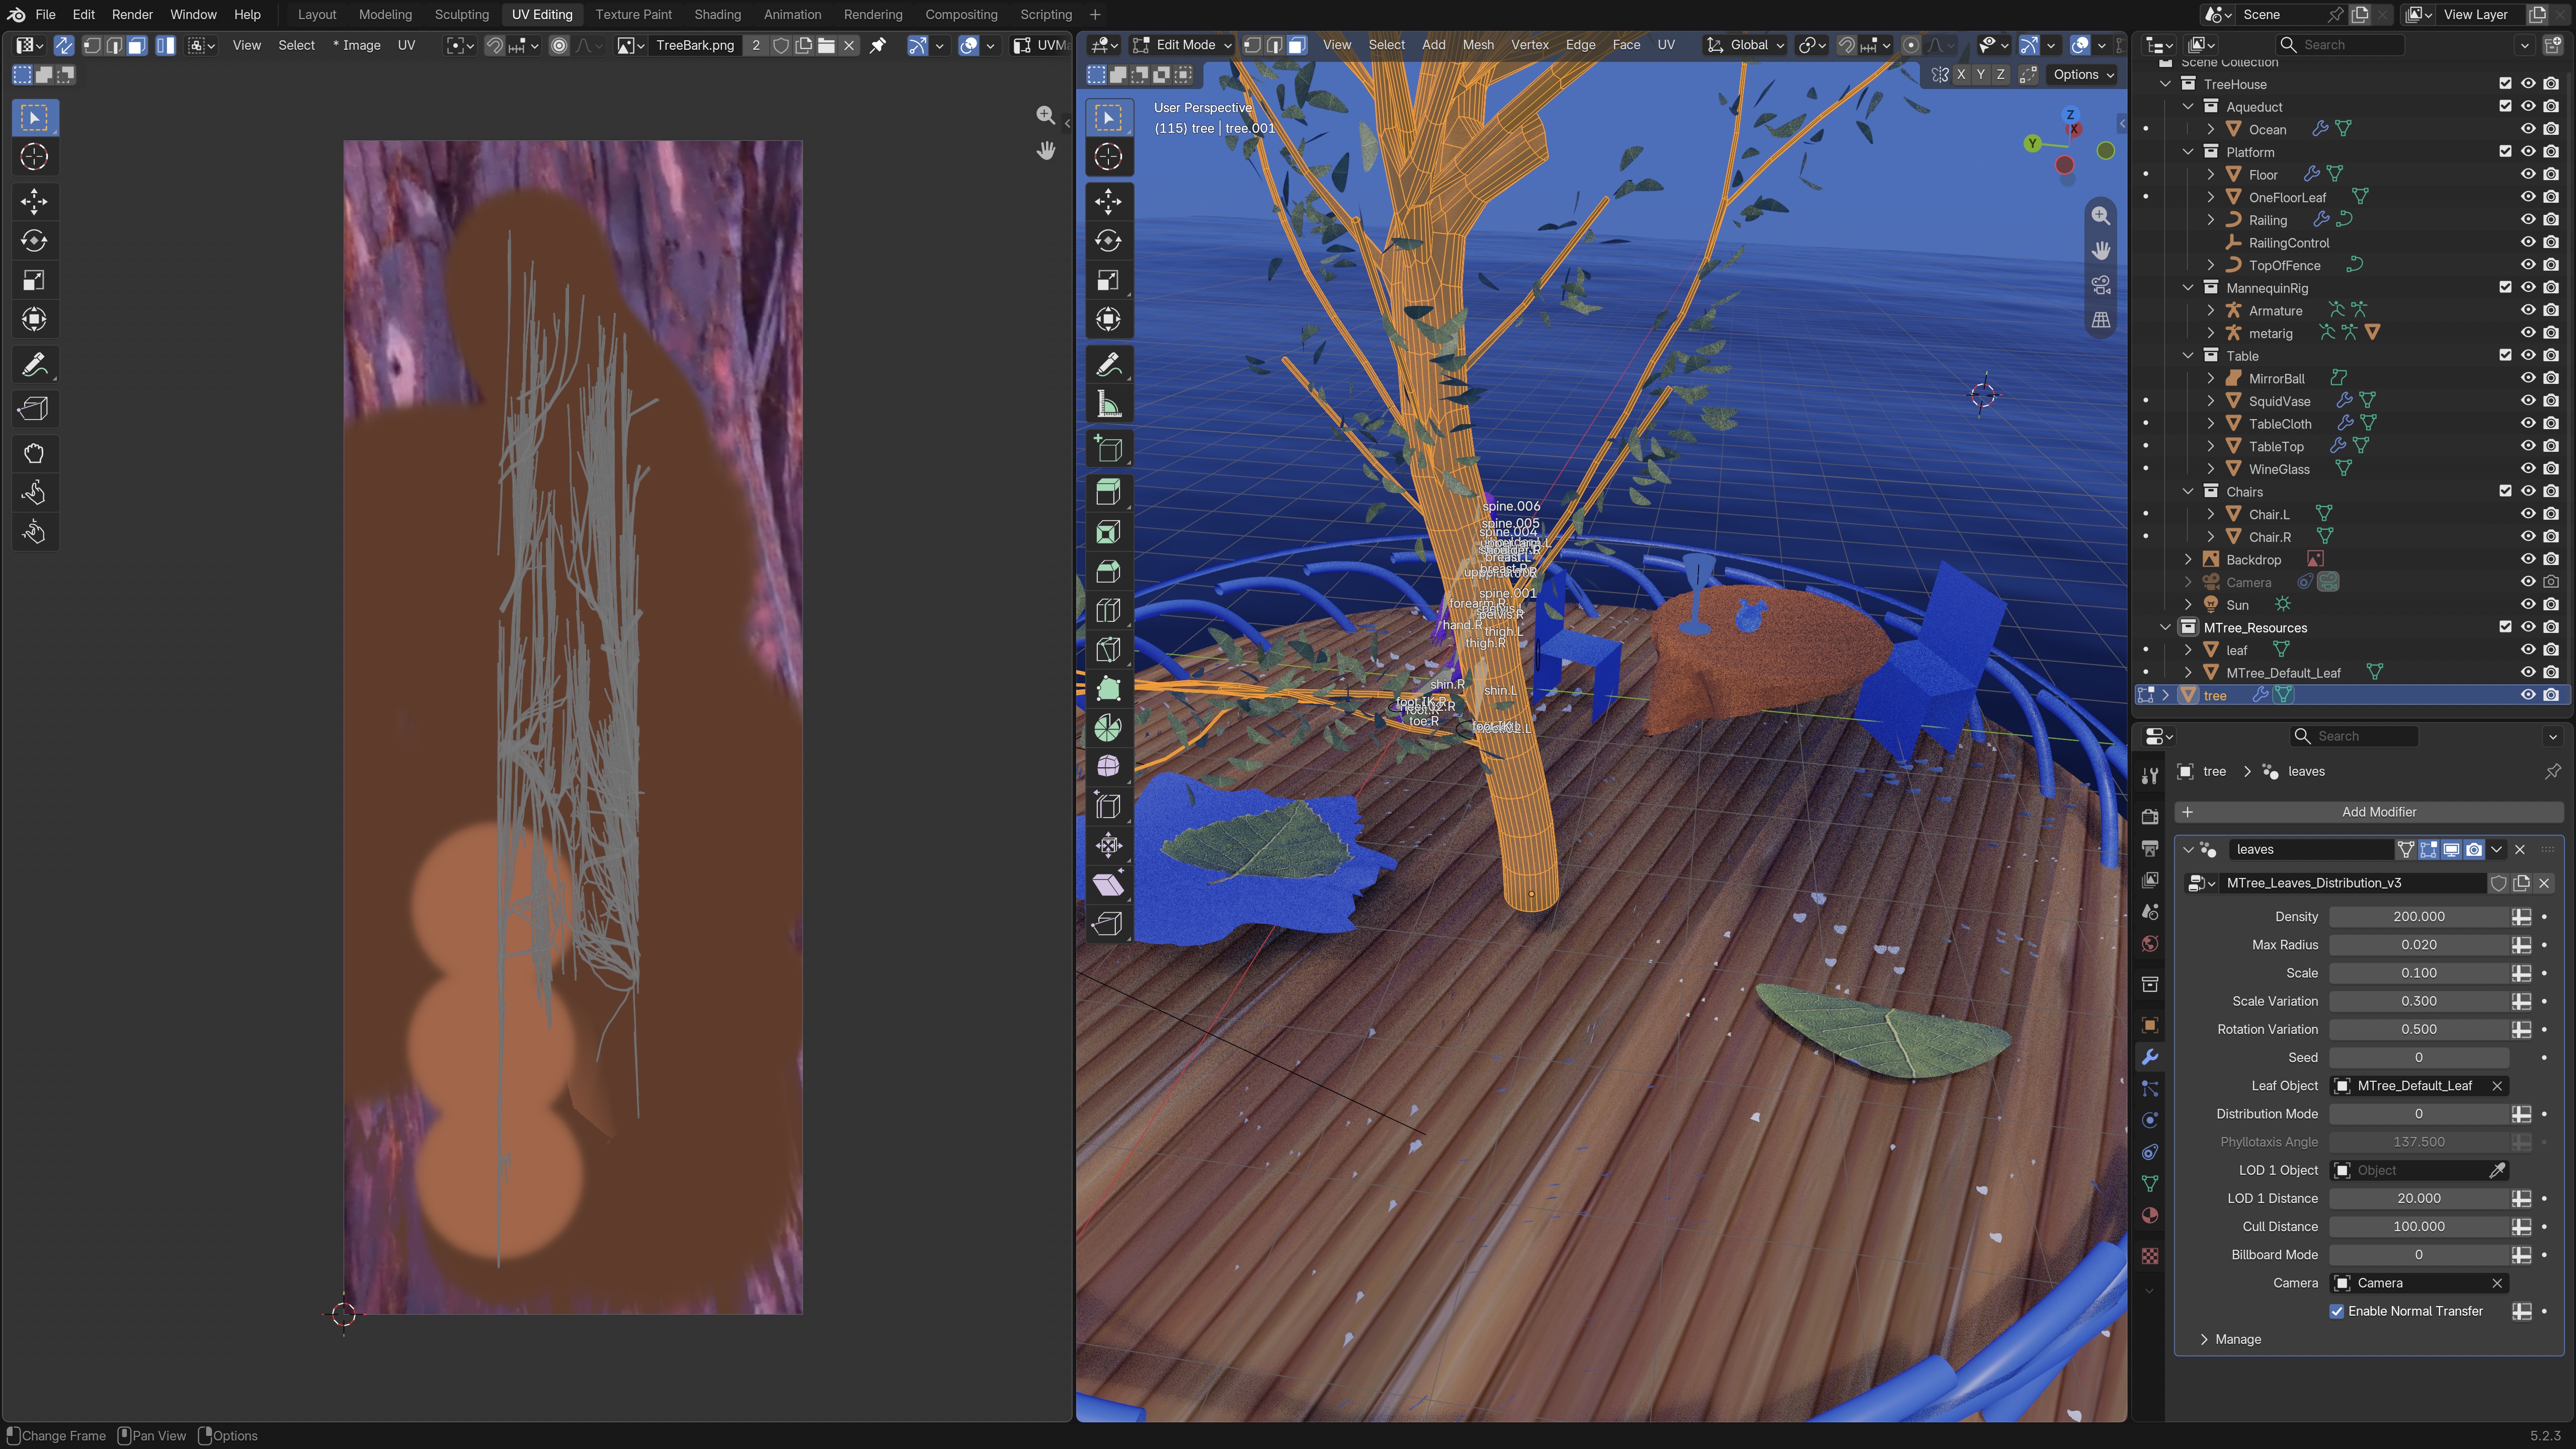 File Edit Render Window Help Layout Modeling Sculpting UV Editing Texture Paint Shading Animation Rendering Compositing Scripting + Scene View Layer
View Select * Image UV TreeBark.png 2 UVMa
Edit Mode View Select Add Mesh Vertex Edge Face UV Global
X Y Z Options
User Perspective
(115) tree | tree.001
Z
X
Y
spine.006
spine.005
spine.004
breast.L
breast.R
spine.001
forearm.R
pelvis.R
hand.R
thigh.L
thigh.R
shin.R
shin.L
toe.R
Search
Scene Collection
TreeHouse
Aqueduct
Ocean
Platform
Floor
OneFloorLeaf
Railing
RailingControl
TopOfFence
MannequinRig
Armature
metarig
Table
MirrorBall
SquidVase
TableCloth
TableTop
WineGlass
Chairs
Chair.L
Chair.R
Backdrop
Camera
Sun
MTree_Resources
leaf
MTree_Default_Leaf
tree
Search
tree leaves
+ Add Modifier
leaves
MTree_Leaves_Distribution_v3
Density 200.000
Max Radius 0.020
Scale 0.100
Scale Variation 0.300
Rotation Variation 0.500
Seed 0
Leaf Object MTree_Default_Leaf
Distribution Mode 0
Phyllotaxis Angle 137.500
LOD 1 Object Object
LOD 1 Distance 20.000
Cull Distance 100.000
Billboard Mode 0
Camera Camera
Enable Normal Transfer
Manage
Change Frame Pan View Options 5.2.3